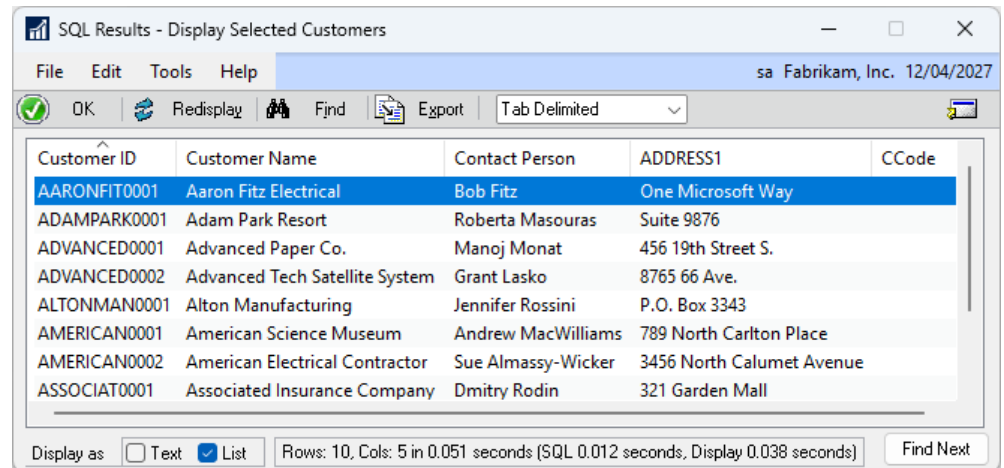 SQL Results - Display Selected Customers
File Edit Tools Help sa Fabrikam, Inc. 12/04/2027
OK Redisplay Find Export Tab Delimited
Customer ID Customer Name Contact Person ADDRESS1 CCode
AARONFIT0001 Aaron Fitz Electrical Bob Fitz One Microsoft Way
ADAMPARK0001 Adam Park Resort Roberta Masouras Suite 9876
ADVANCED0001 Advanced Paper Co. Manoj Monat 456 19th Street S.
ADVANCED0002 Advanced Tech Satellite System Grant Lasko 8765 66 Ave.
ALTONMAN0001 Alton Manufacturing Jennifer Rossini P.O. Box 3343
AMERICAN0001 American Science Museum Andrew MacWilliams 789 North Carlton Place
AMERICAN0002 American Electrical Contractor Sue Almassy-Wicker 3456 North Calumet Avenue
ASSOCIAT0001 Associated Insurance Company Dmitry Rodin 321 Garden Mall
Display as Text List Rows: 10, Cols: 5 in 0.051 seconds (SQL 0.012 seconds, Display 0.038 seconds) Find Next